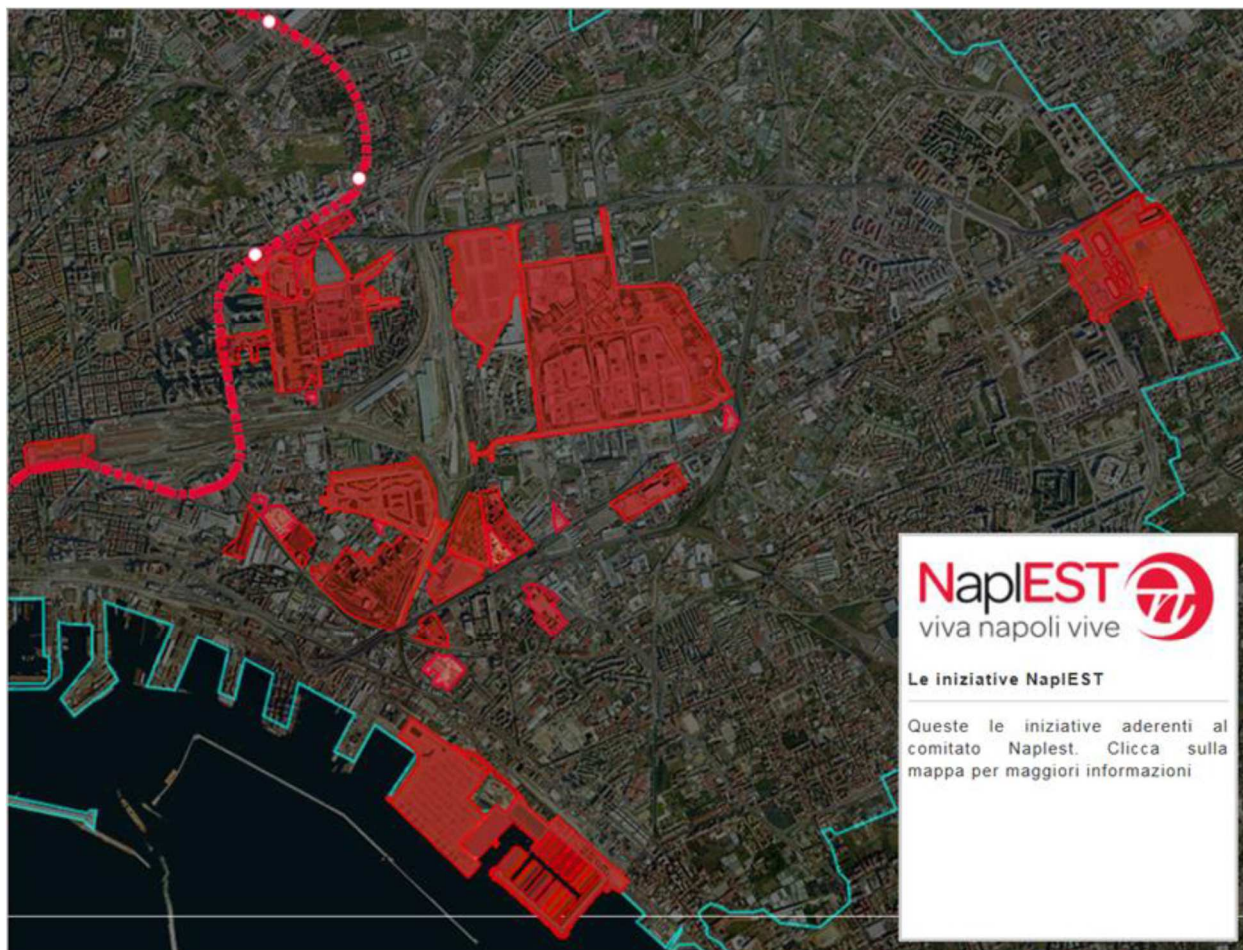 NaplEST
viva napoli vive
Le iniziative NaplEST
Queste le iniziative aderenti al
comitato Naplest. Clicca sulla
mappa per maggiori informazioni